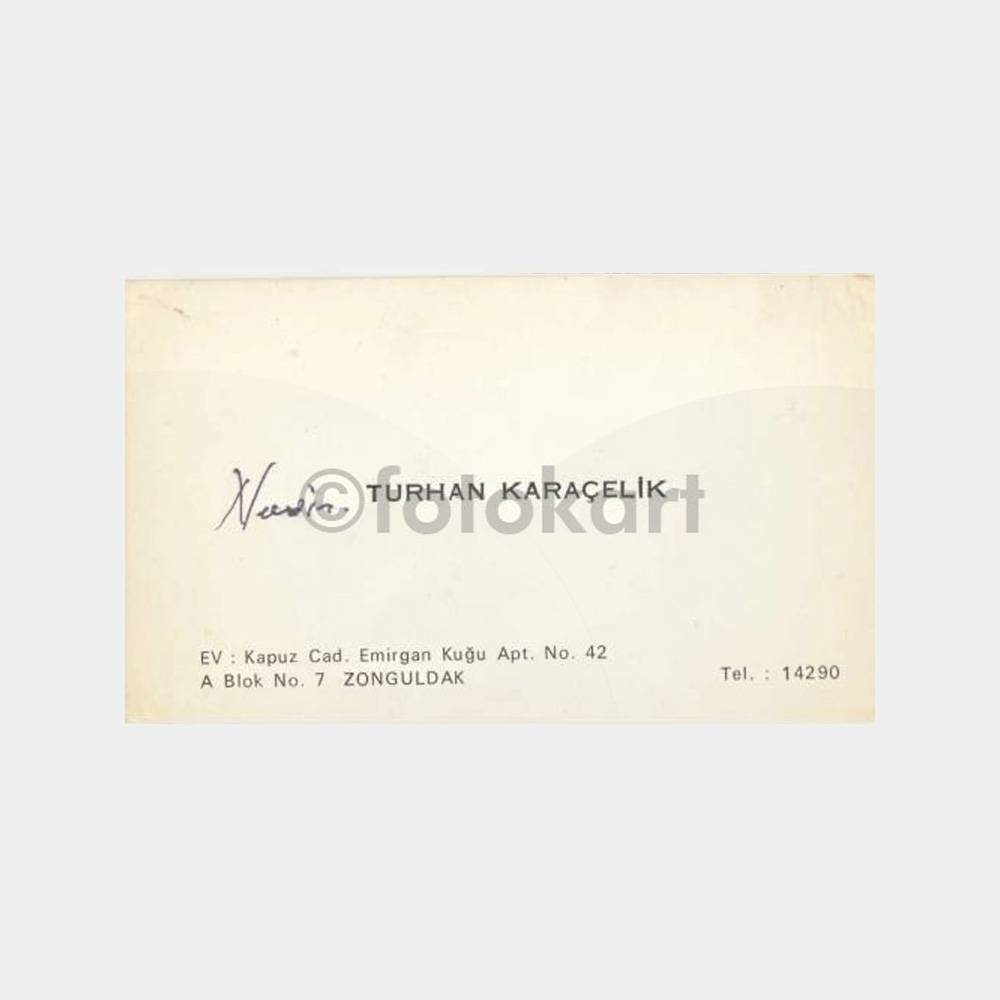 TURHAN KARAÇELİK
©fotokart
EV : Kapuz Cad. Emirgan Kuğu Apt. No. 42
A Blok No. 7 ZONGULDAK
Tel. : 14290